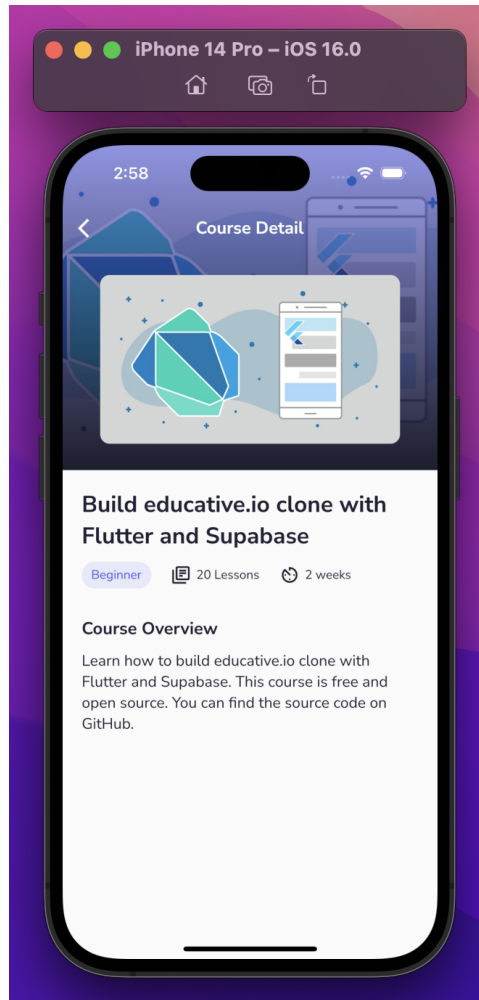 iPhone 14 Pro – iOS 16.0
2:58
Course Detail
Build educative.io clone with
Flutter and Supabase
Beginner
20 Lessons
2 weeks
Course Overview
Learn how to build educative.io clone with
Flutter and Supabase. This course is free and
open source. You can find the source code on
GitHub.